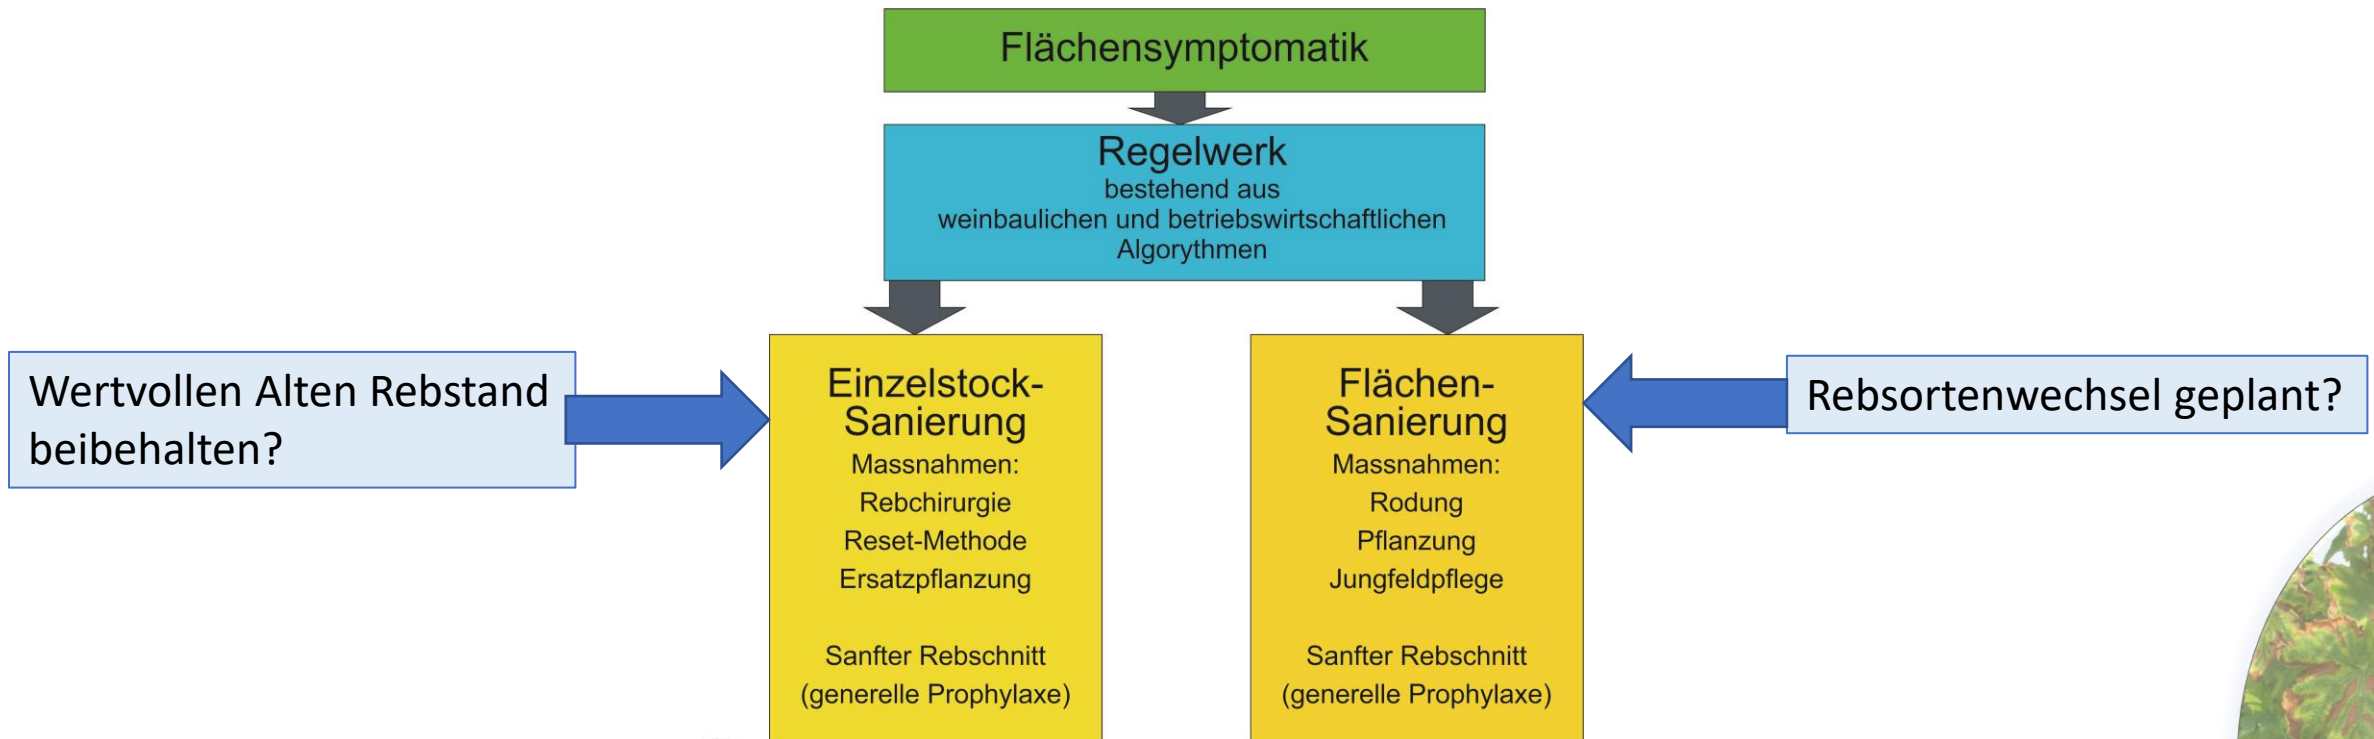 Flächensymptomatik
Regelwerk
bestehend aus
weinbaulichen und betriebswirtschaftlichen
Algorythmen
Wertvollen Alten Rebstand
beibehalten?
Einzelstock-
Sanierung
Massnahmen:
Rebchirurgie
Reset-Methode
Ersatzpflanzung
Sanfter Rebschnitt
(generelle Prophylaxe)
Flächen-
Sanierung
Massnahmen:
Rodung
Pflanzung
Jungfeldpflege
Sanfter Rebschnitt
(generelle Prophylaxe)
Rebsortenwechsel geplant?